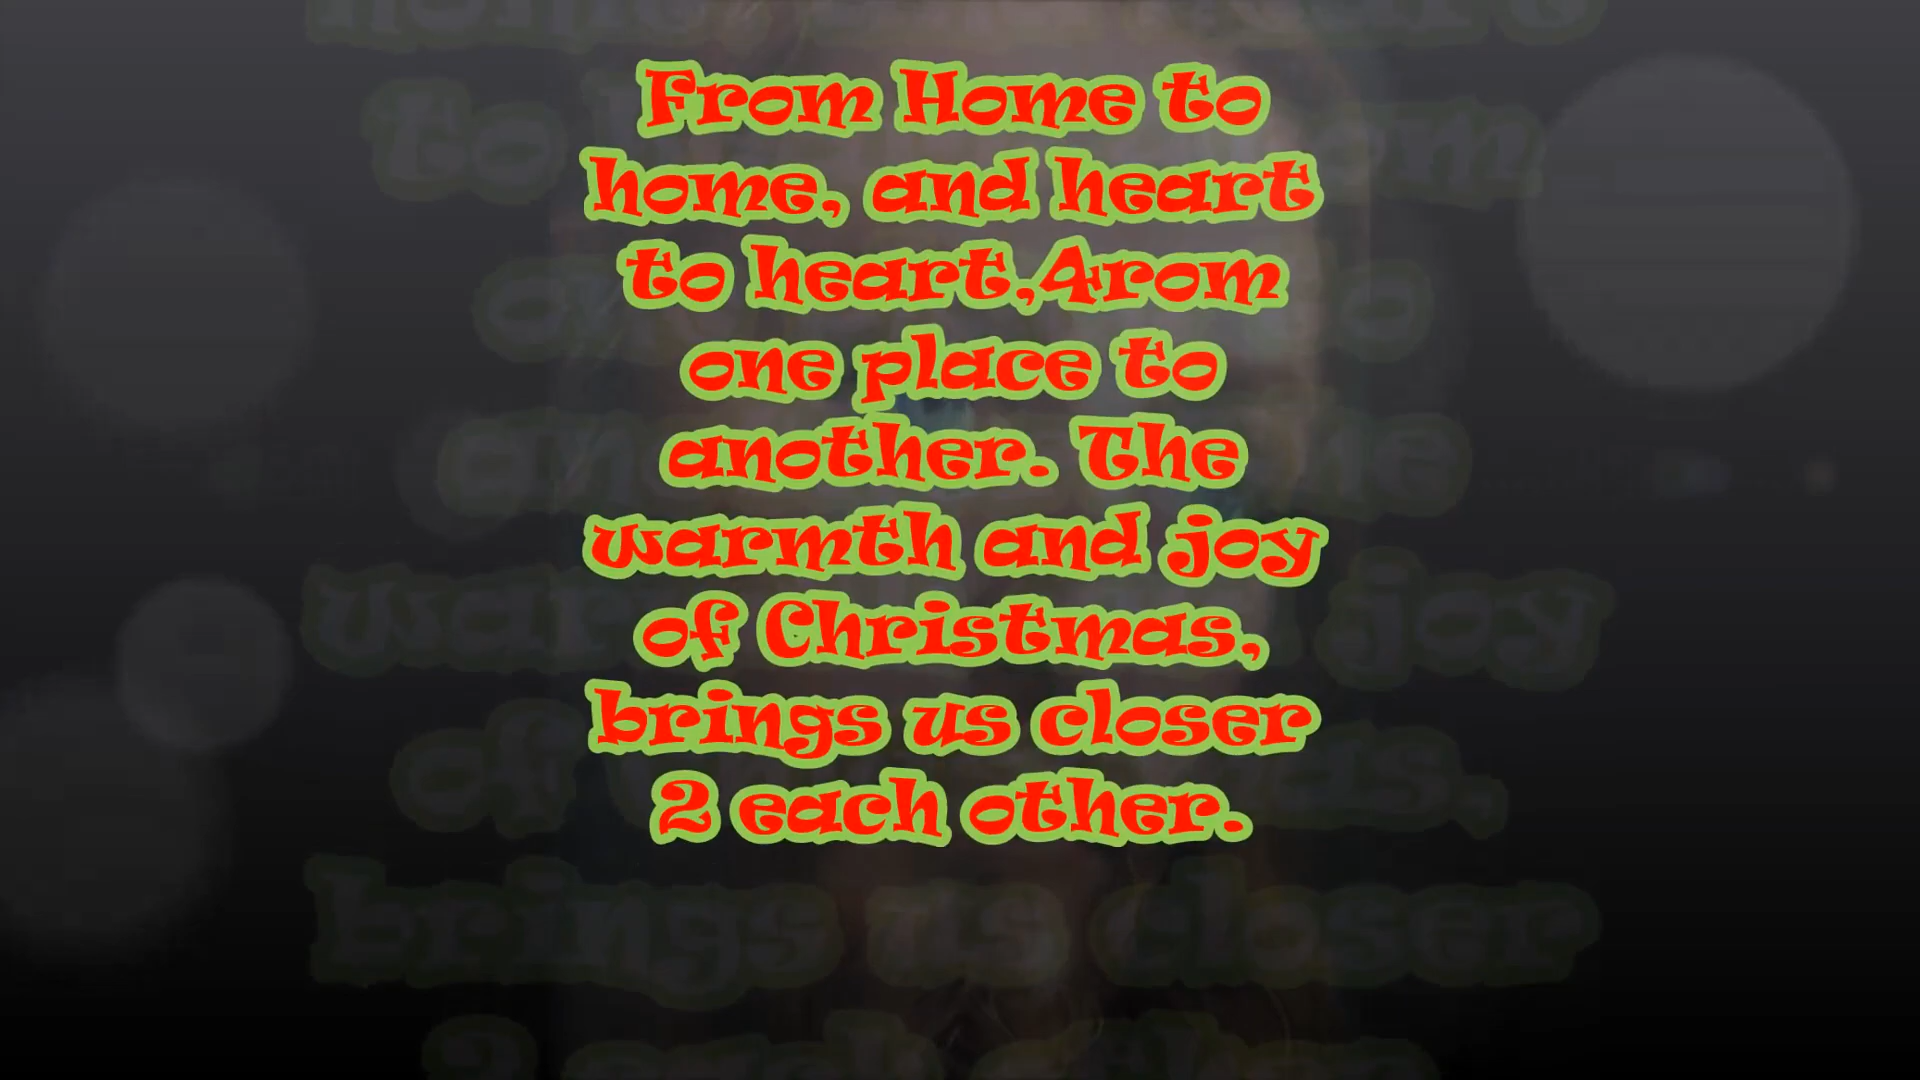 From Home to
home, and heart
to heart,4rom
one place to
another. The
warmth and joy
of Christmas,
brings us closer
2 each other.